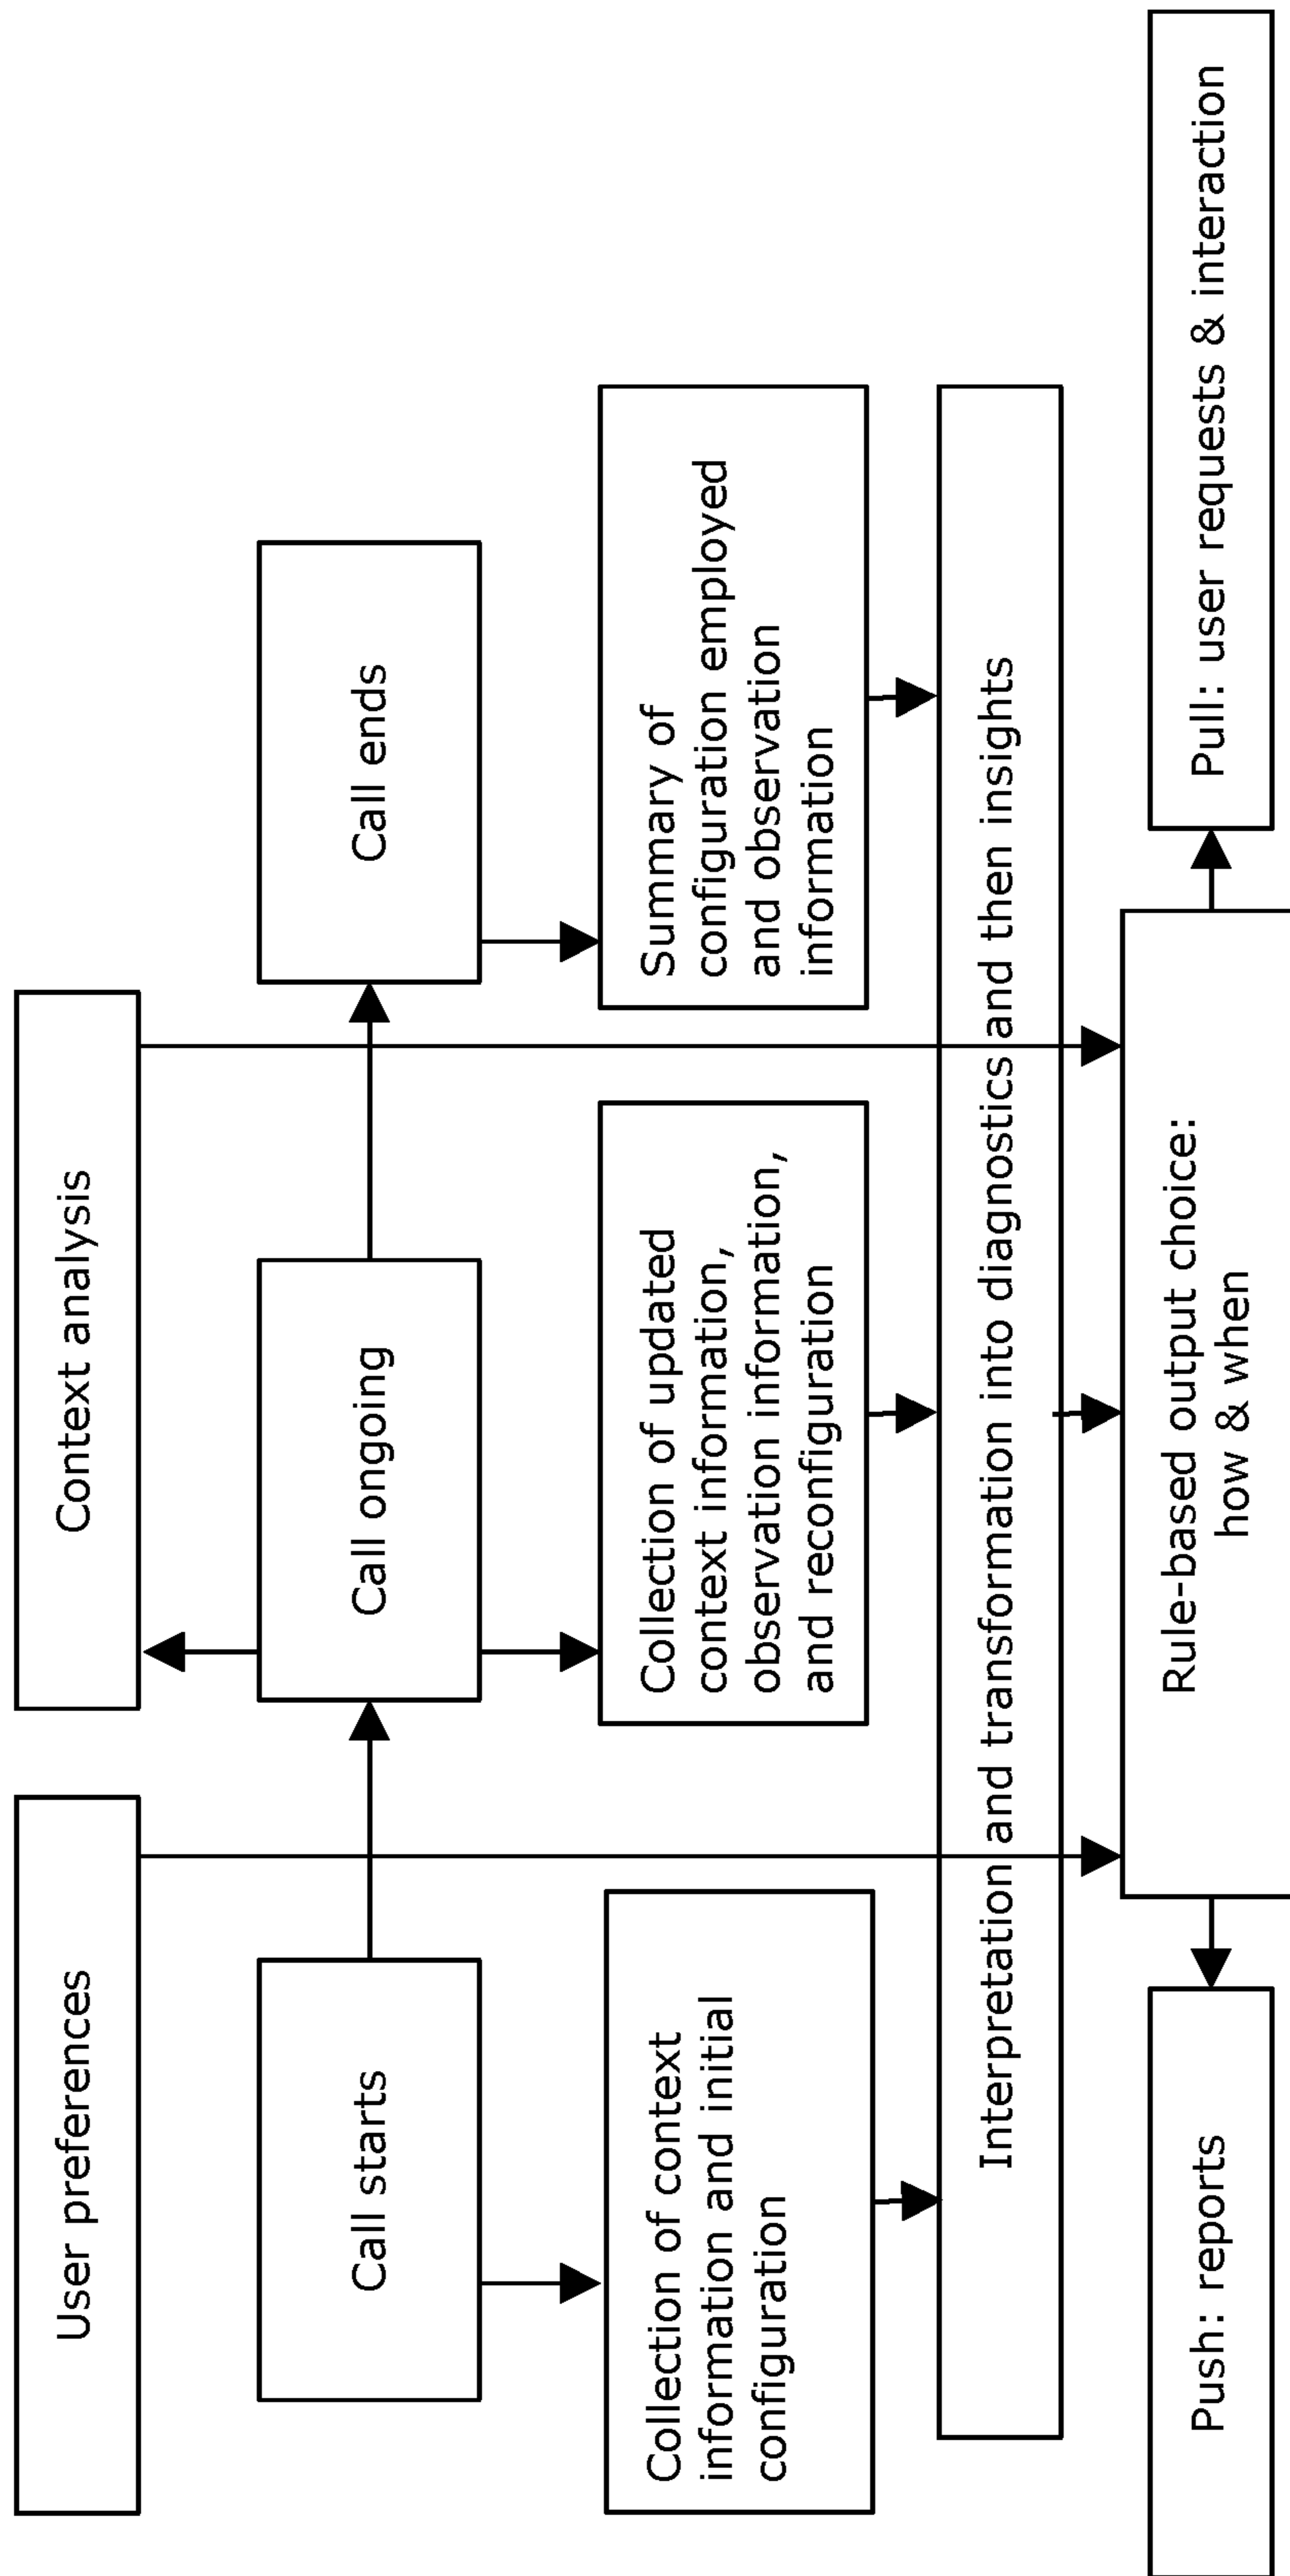 User preferences
Context analysis
Call starts
Call ongoing
Call ends
Collection of context
information and initial
configuration
Collection of updated
context information,
observation information,
and reconfiguration
Summary of
configuration employed
and observation
information
Interpretation and transformation into diagnostics and then insights
Push: reports
Rule-based output choice:
how & when
Pull: user requests & interaction